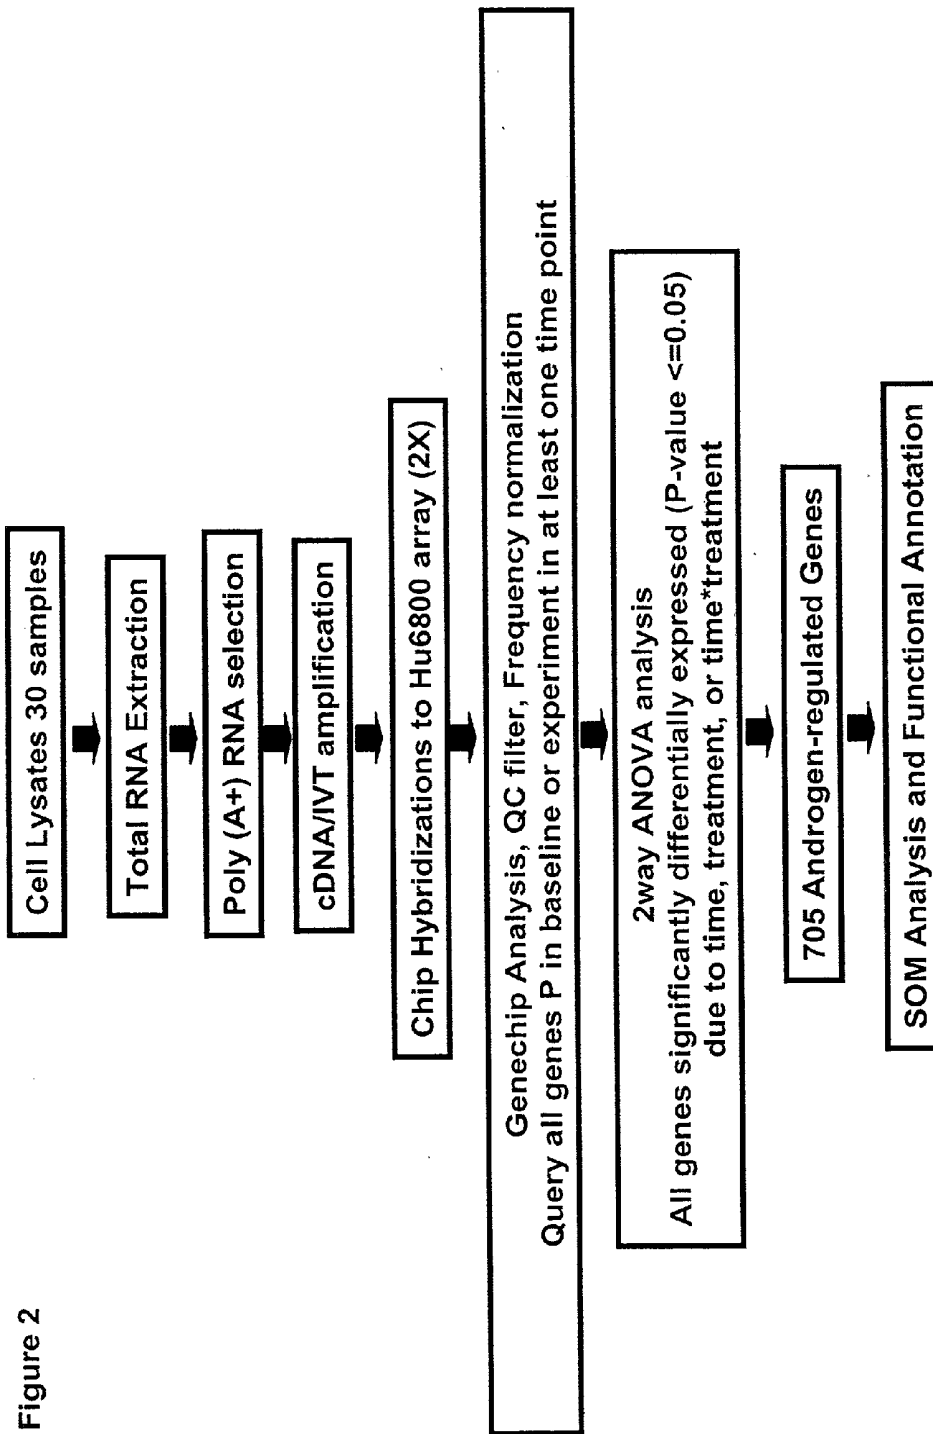 Figure 2
Cell Lysates 30 samples
Total RNA Extraction
Poly (A+) RNA selection
cDNA/IVT amplification
Chip Hybridizations to Hu6800 array (2X)
Genechip Analysis, QC filter, Frequency normalization
Query all genes P in baseline or experiment in at least one time point
2way ANOVA analysis
All genes significantly differentially expressed (P-value <=0.05)
due to time, treatment, or time*treatment
705 Androgen-regulated Genes
SOM Analysis and Functional Annotation